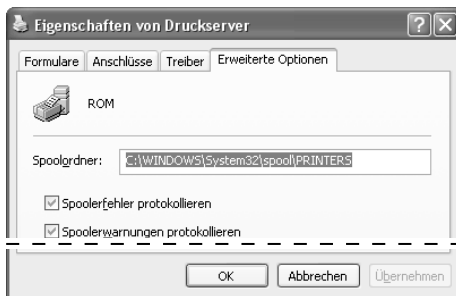 Eigenschaften von Druckserver
Formulare Anschlüsse Treiber Erweiterte Optionen
ROM
Spoolordner: C:\WINDOWS\System32\spool\PRINTERS
Spoolerfehler protokollieren
Spoolerwarnungen protokollieren
OK Abbrechen Übernehmen